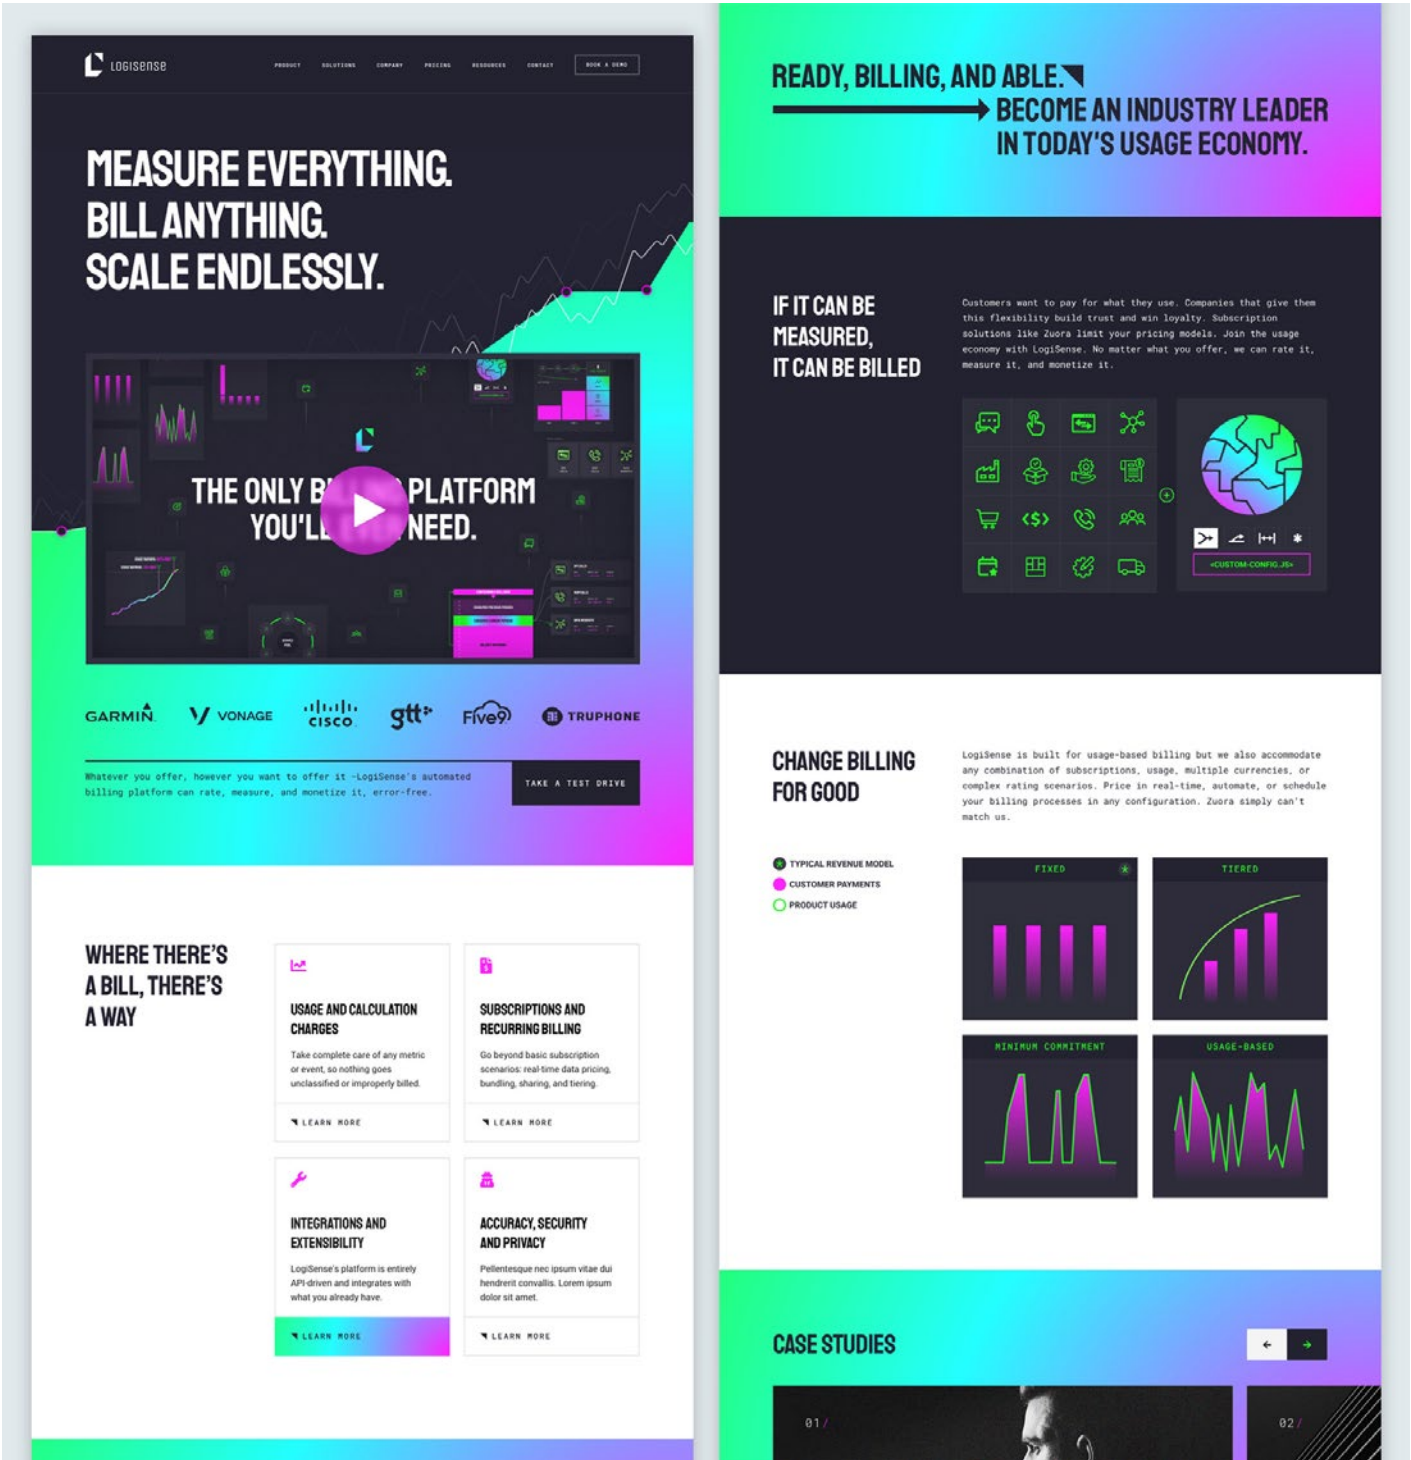 LOGISENSE
PRODUCT SOLUTIONS COMPANY PRICING RESOURCES CONTACT BOOK A DEMO
MEASURE EVERYTHING.
BILL ANYTHING.
SCALE ENDLESSLY.
THE ONLY PLATFORM
YOU'LL NEED.
GARMIN. VONAGE CISCO gtt Five9 TRUPHONE
Whatever you offer, however you want to offer it –LogiSense's automated
billing platform can rate, measure, and monetize it, error-free.
TAKE A TEST DRIVE
WHERE THERE'S
A BILL, THERE'S
A WAY
USAGE AND CALCULATION
CHARGES
Take complete care of any metric
or event, so nothing goes
unclassified or improperly billed.
LEARN MORE
SUBSCRIPTIONS AND
RECURRING BILLING
Go beyond basic subscription
scenarios: real-time data pricing,
bundling, sharing, and tiering.
LEARN MORE
INTEGRATIONS AND
EXTENSIBILITY
LogiSense's platform is entirely
API-driven and integrates with
what you already have.
LEARN MORE
ACCURACY, SECURITY
AND PRIVACY
Pellentesque nec ipsum vitae dui
hendrerit convallis. Lorem ipsum
dolor sit amet.
LEARN MORE
READY, BILLING, AND ABLE.
BECOME AN INDUSTRY LEADER
IN TODAY'S USAGE ECONOMY.
IF IT CAN BE
MEASURED,
IT CAN BE BILLED
Customers want to pay for what they use. Companies that give them
this flexibility build trust and win loyalty. Subscription
solutions like Zuora limit your pricing models. Join the usage
economy with LogiSense. No matter what you offer, we can rate it,
measure it, and monetize it.
<CUSTOM-CONFIG.JS>
CHANGE BILLING
FOR GOOD
LogiSense is built for usage-based billing but we also accommodate
any combination of subscriptions, usage, multiple currencies, or
complex rating scenarios. Price in real-time, automate, or schedule
your billing processes in any configuration. Zuora simply can't
match us.
TYPICAL REVENUE MODEL
CUSTOMER PAYMENTS
PRODUCT USAGE
FIXED
TIERED
MINIMUM COMMITMENT
USAGE-BASED
CASE STUDIES
01/
02/